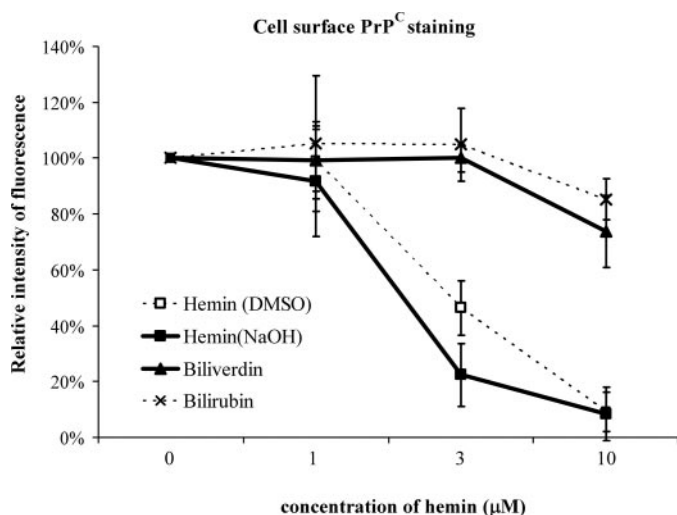 Cell surface PrP^C staining
Relative intensity of fluorescence
140%
120%
100%
80%
60%
40%
20%
0%
Hemin (DMSO)
Hemin(NaOH)
Biliverdin
Bilirubin
0 1 3 10
concentration of hemin (μM)